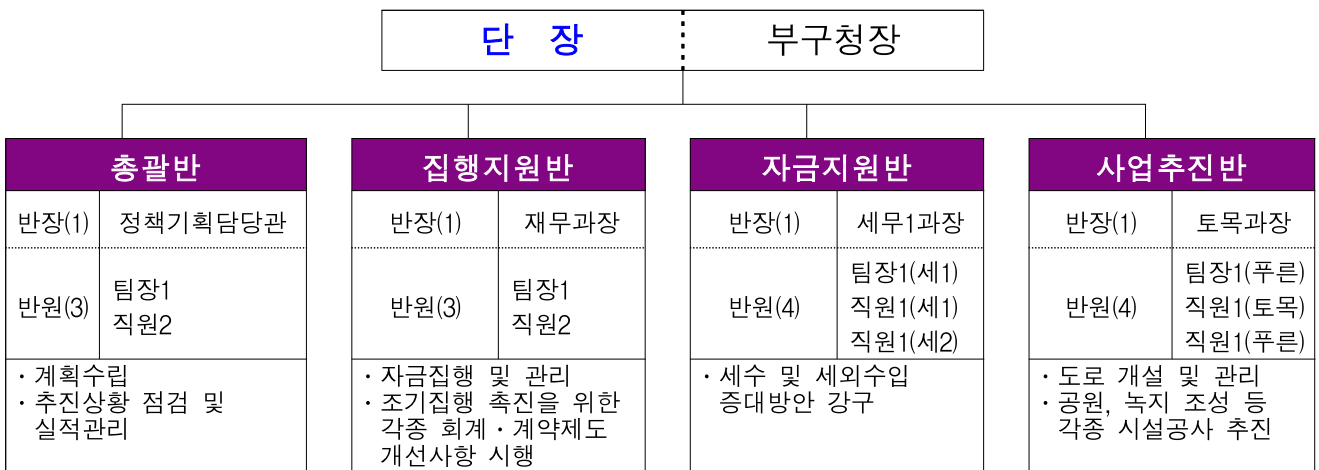 단 장 부구청장
총괄반
반장(1) 정책기획담당관
반원(3)
팀장1
직원2
· 계획수립
· 추진상황 점검 및
실적관리
집행지원반
반장(1) 재무과장
반원(3)
팀장1
직원2
· 자금집행 및 관리
· 조기집행 촉진을 위한
각종 회계·계약제도
개선사항 시행
자금지원반
반장(1) 세무1과장
반원(4)
팀장1(세1)
직원1(세1)
직원1(세2)
· 세수 및 세외수입
증대방안 강구
사업추진반
반장(1) 토목과장
반원(4)
팀장1(푸른)
직원1(토목)
직원1(푸른)
· 도로 개설 및 관리
· 공원, 녹지 조성 등
각종 시설공사 추진